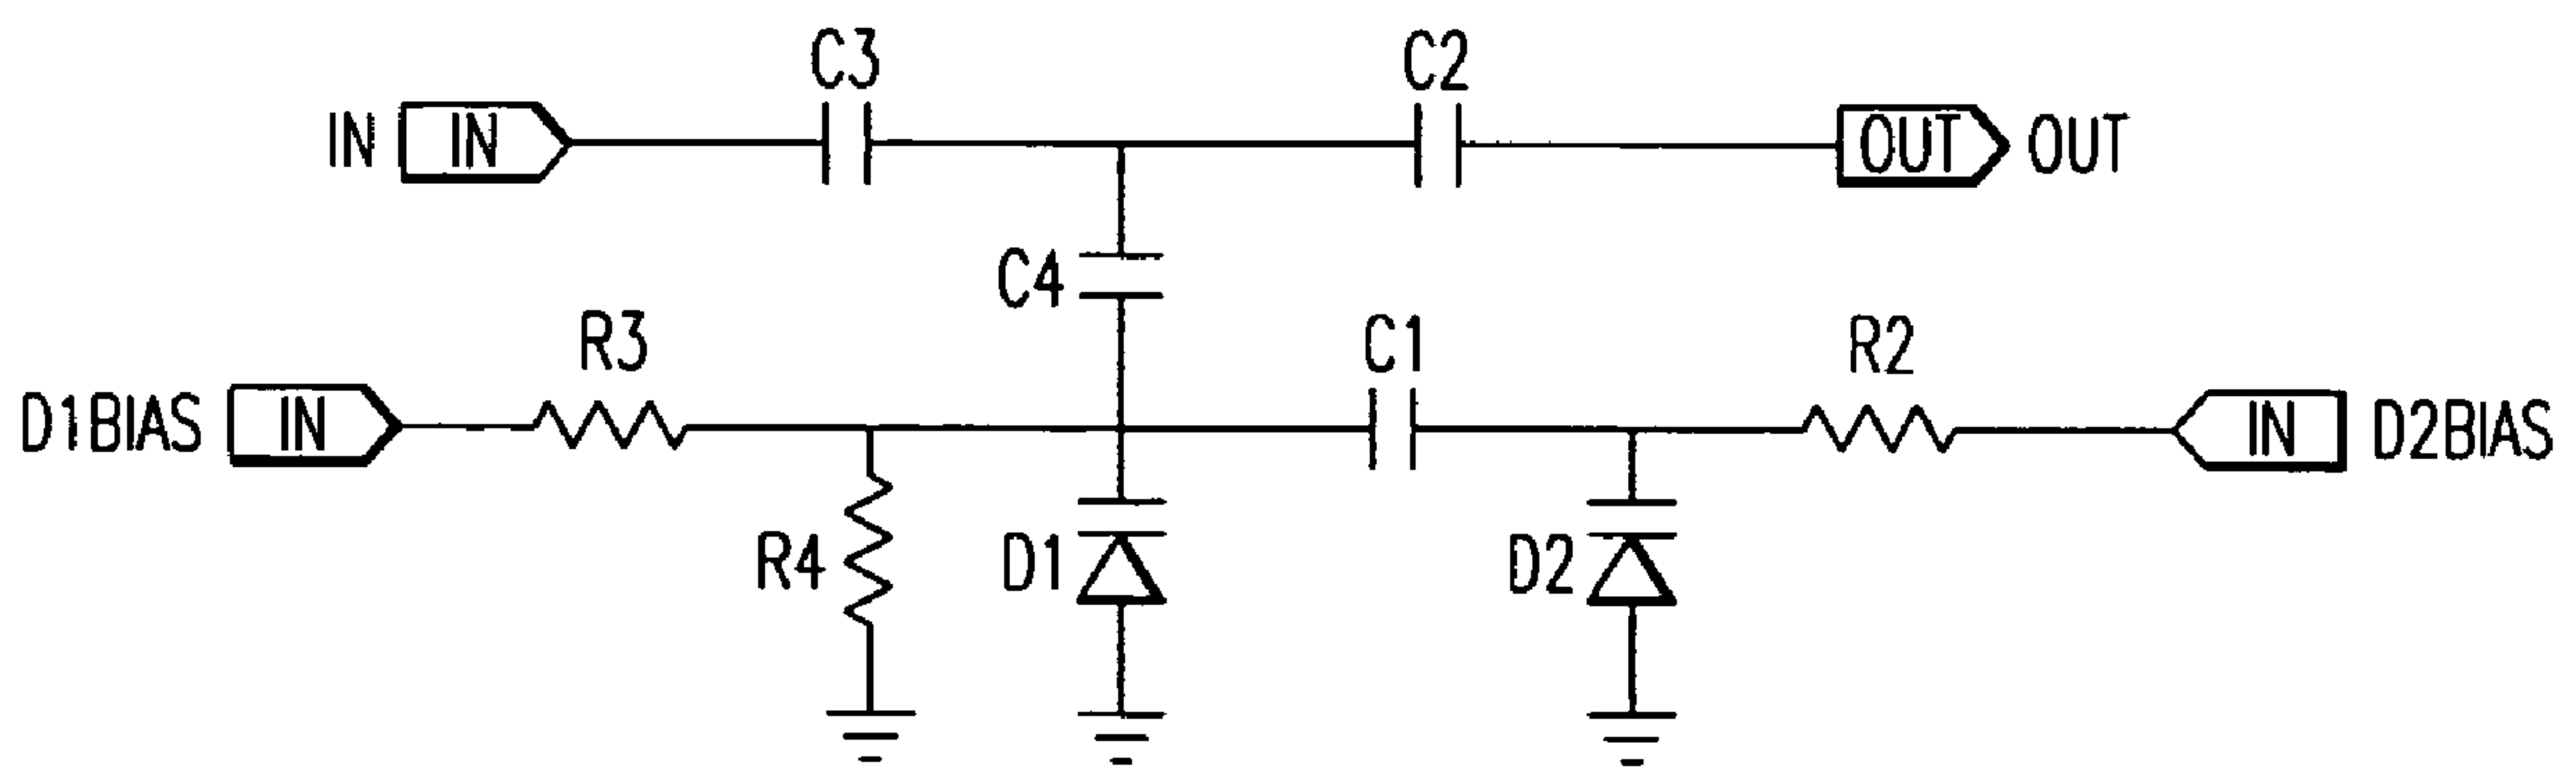 C3
C2
IN IN
OUT OUT
C4
R3
C1
R2
D1BIAS IN
IN D2BIAS
R4
D1
D2